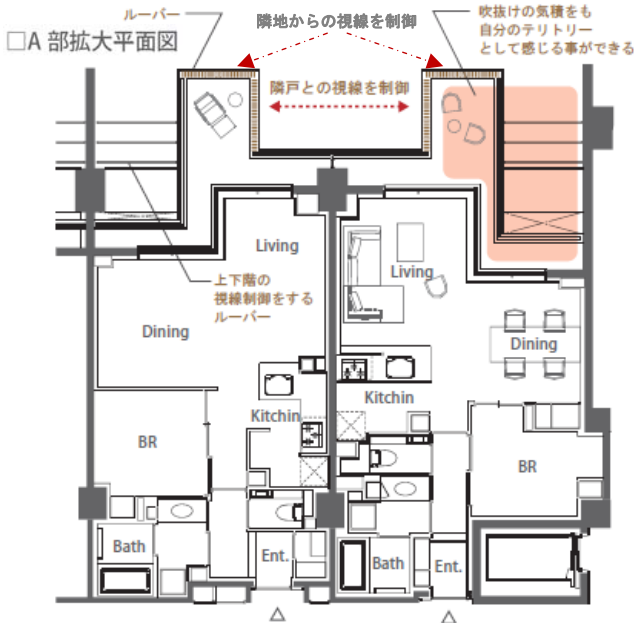 □A 部拡大平面図
ルーバー
隣地からの視線を制御
吹抜けの気積をも
自分のテリトリー
として感じる事ができる
隣戸との視線を制御
上下階の
視線制御をする
ルーバー
Living
Dining
Kitchin
BR
Bath
Ent.
Living
Dining
Kitchin
BR
Bath
Ent.